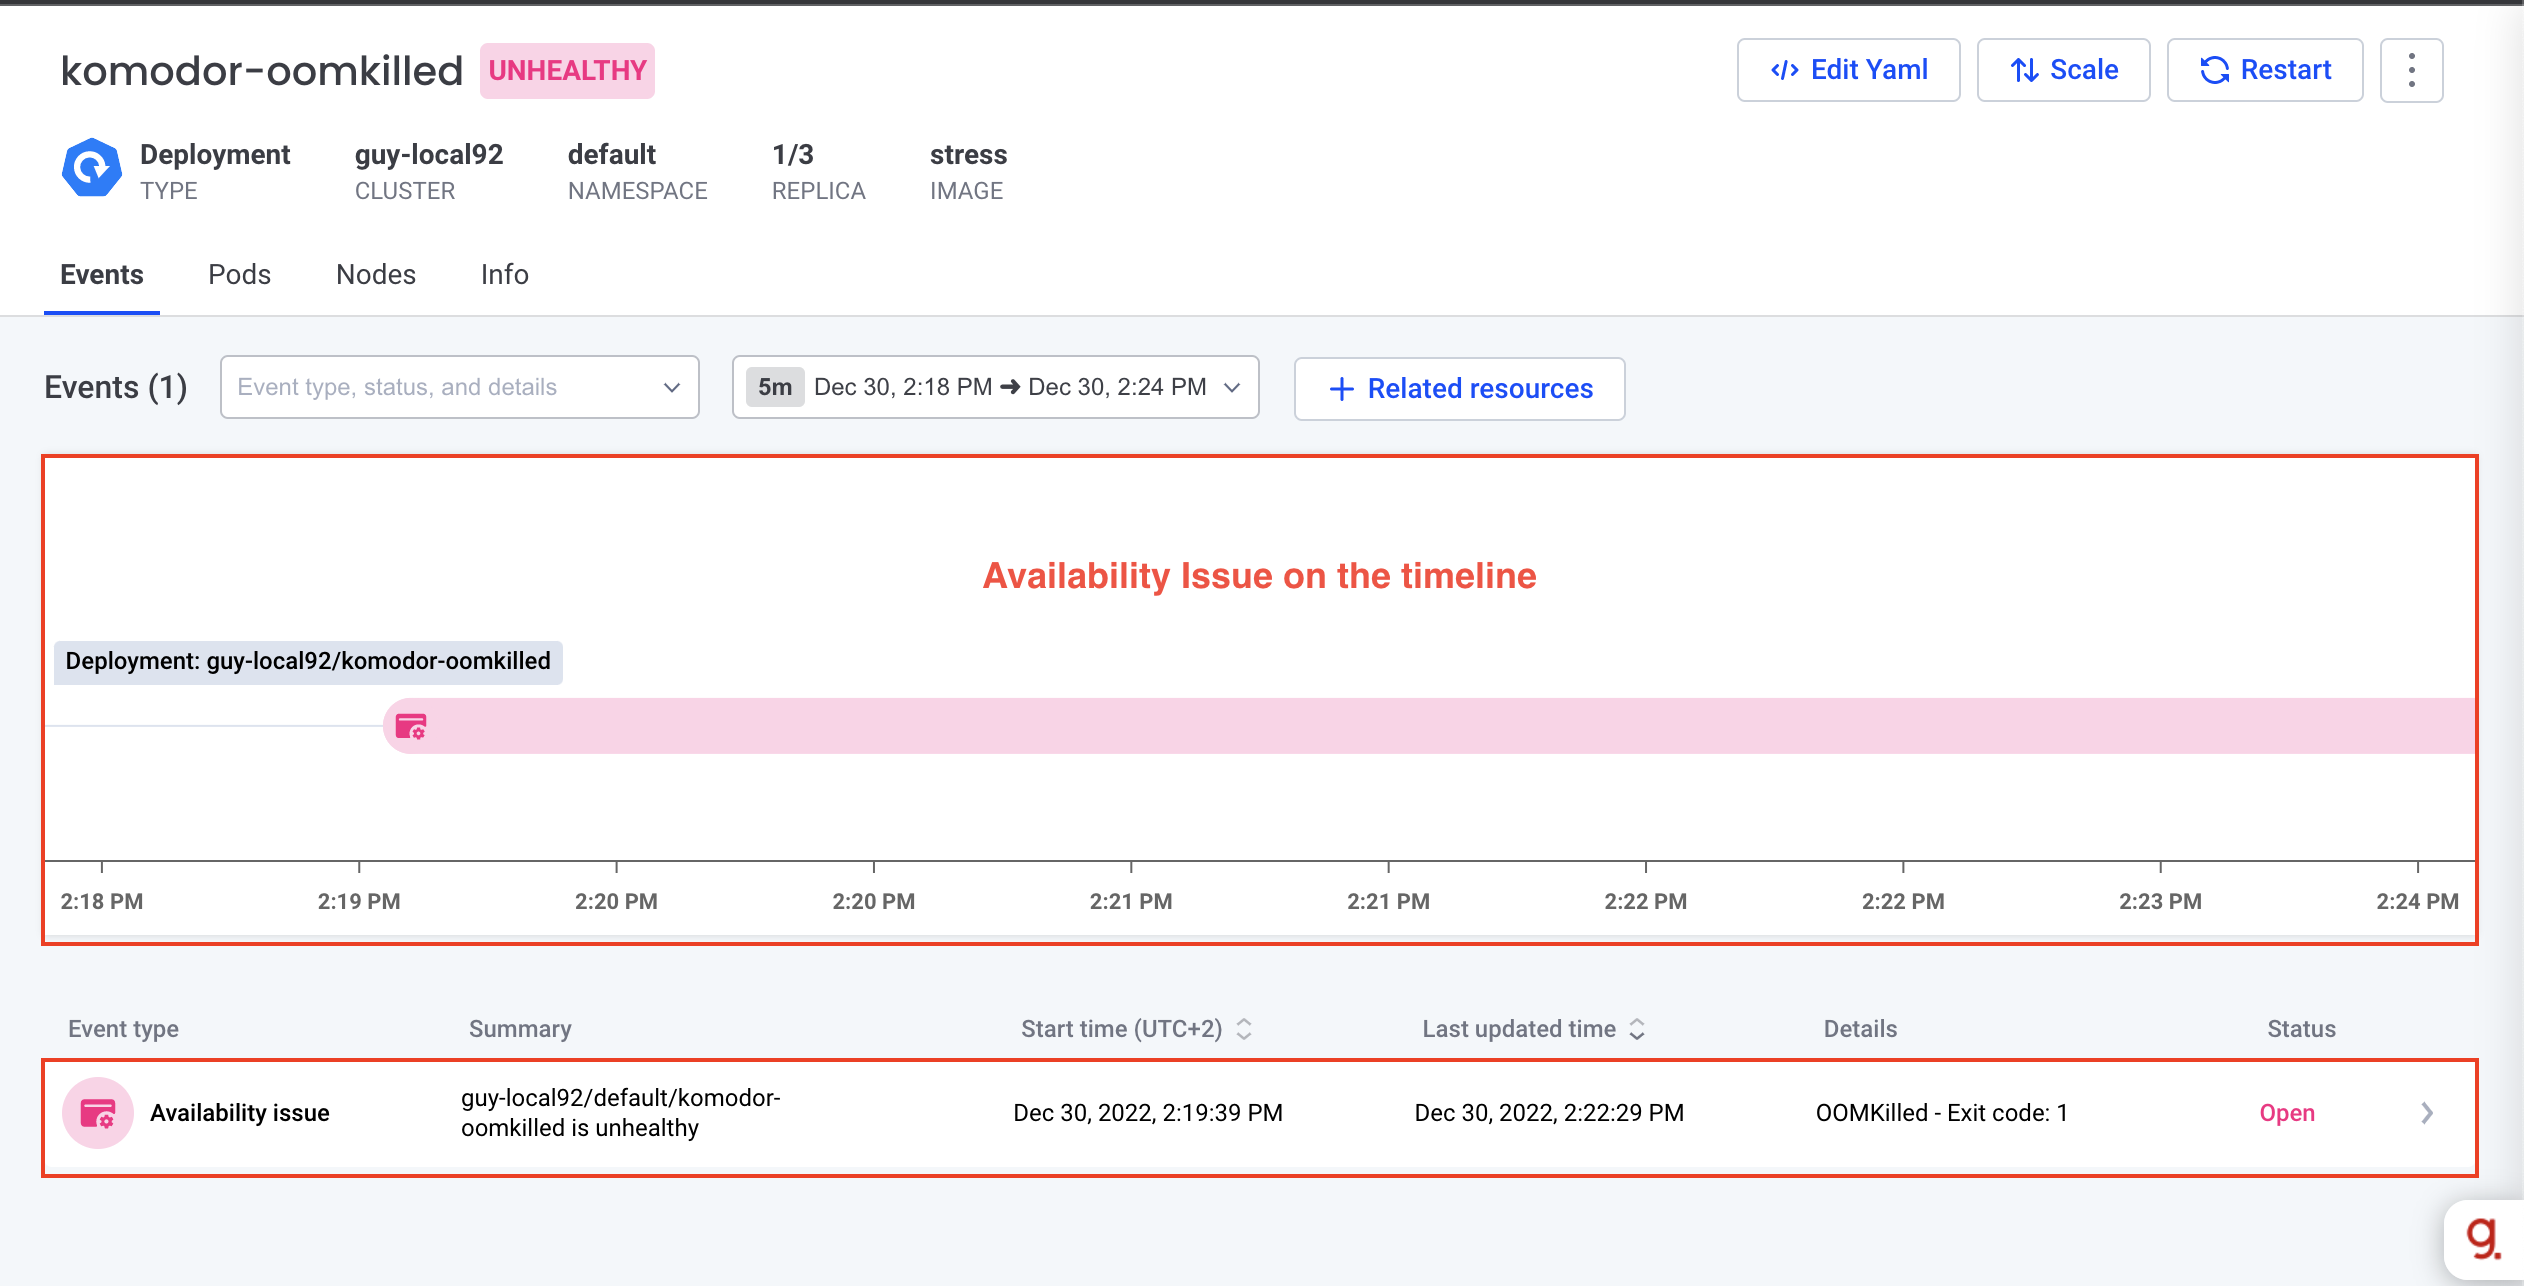 komodor-oomkilled UNHEALTHY
Edit Yaml Scale Restart
Deployment guy-local92 default 1/3 stress
TYPE CLUSTER NAMESPACE REPLICA IMAGE
Events Pods Nodes Info
Events (1) Event type, status, and details 5m Dec 30, 2:18 PM → Dec 30, 2:24 PM + Related resources
Availability Issue on the timeline
Deployment: guy-local92/komodor-oomkilled
2:18 PM 2:19 PM 2:20 PM 2:20 PM 2:21 PM 2:21 PM 2:22 PM 2:22 PM 2:23 PM 2:24 PM
Event type Summary Start time (UTC+2) Last updated time Details Status
Availability issue guy-local92/default/komodor- Dec 30, 2022, 2:19:39 PM Dec 30, 2022, 2:22:29 PM OOMKilled - Exit code: 1 Open
oomkilled is unhealthy
g.